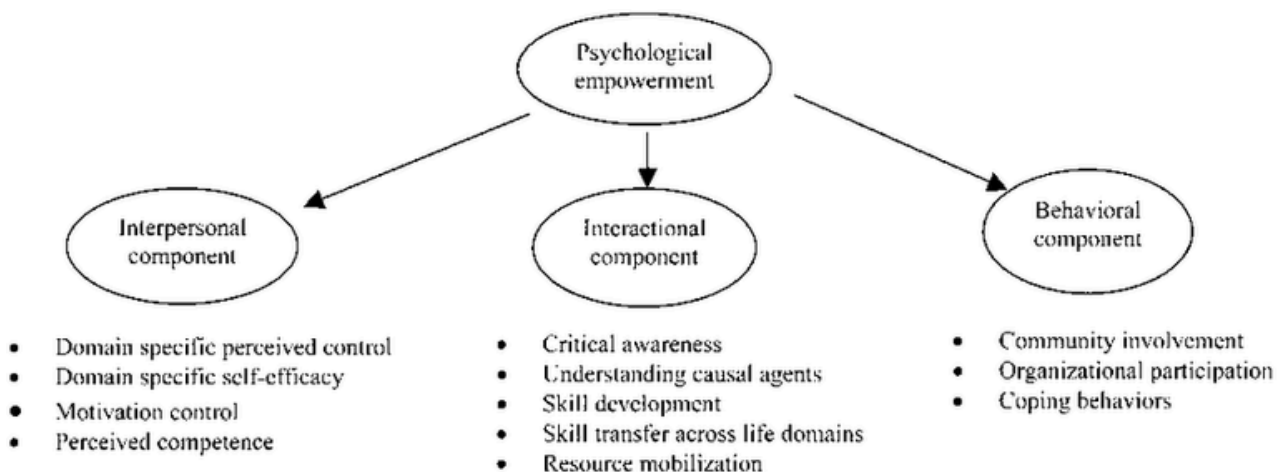 Psychological
empowerment
Interpersonal
component
Interactional
component
Behavioral
component
• Domain specific perceived control
• Domain specific self-efficacy
• Motivation control
• Perceived competence
• Critical awareness
• Understanding causal agents
• Skill development
• Skill transfer across life domains
• Resource mobilization
• Community involvement
• Organizational participation
• Coping behaviors